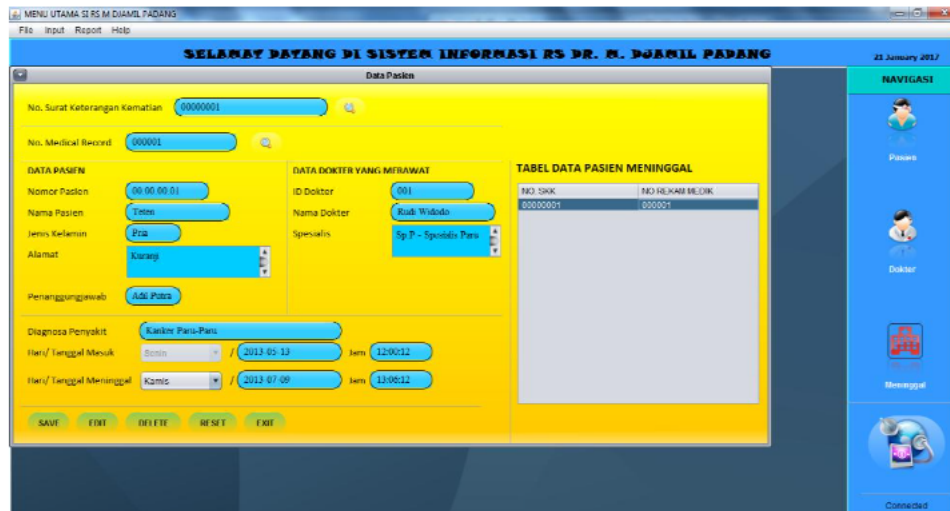 MENU UTAMA SI RS M DJAMIL PADANG
File Input Report Help
SELAMAT DATANG DI SISTEM INFORMASI RS DR. M. DJAMIL PADANG
21 January 2017
Data Pasien
NAVIGASI
No. Surat Keterangan Kematian 00000001
No. Medical Record 000001
DATA PASIEN
Nomor Pasien 00.00.00.01
Nama Pasien Teten
Jenis Kelamin Pria
Alamat Kuranji
Penanggungjawab Adil Putra
DATA DOKTER YANG MERAWAT
ID Dokter 001
Nama Dokter Rudi Widodo
Spesialis Sp.P - Spesialis Paru
TABEL DATA PASIEN MENINGGAL
NO. SKK NO REKAM MEDIK
00000001 000001
Diagnosa Penyakit Kanker Paru-Paru
Hari/ Tanggal Masuk Senin / 2013-05-13 Jam 12:00:12
Hari/ Tanggal Meninggal Kamis / 2013-07-09 Jam 13:06:12
SAVE EDIT DELETE RESET EXIT
Pasien
Dokter
Meninggal
Connected